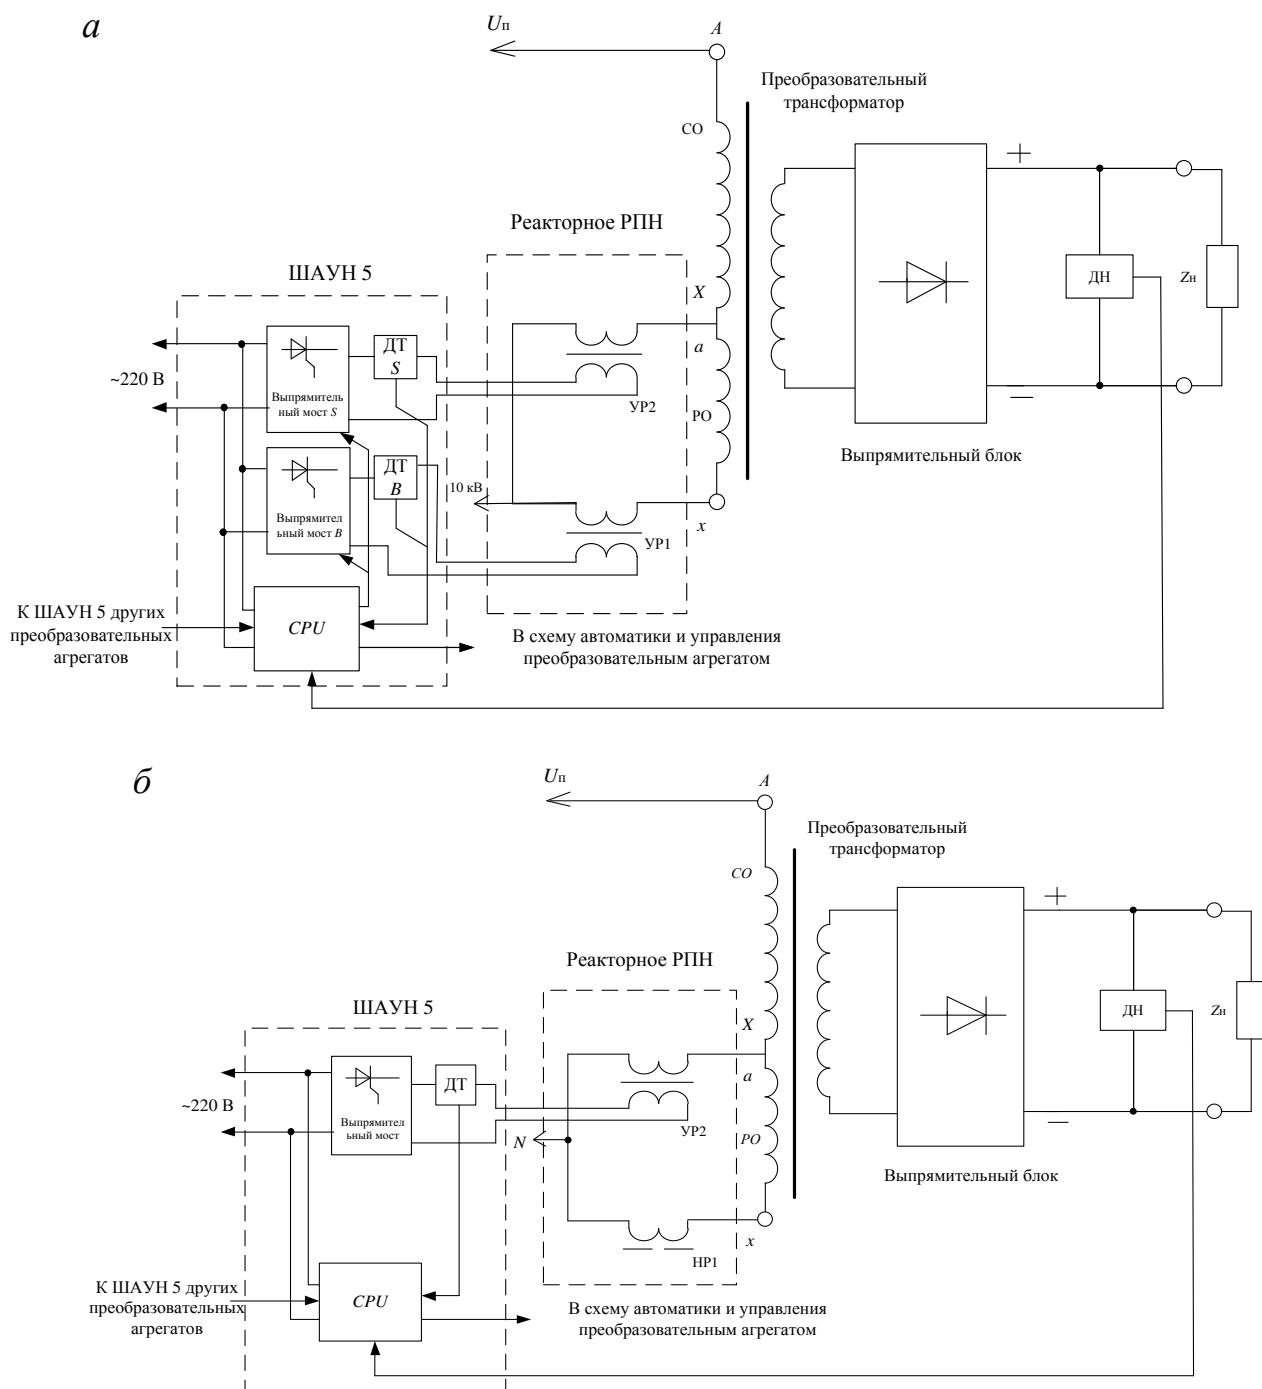 а
Uп
A
Преобразовательный
трансформатор
СО
Реакторное РПН
ШАУН 5
X
a
ДТ
S
~220 В
Выпрямитель
ный мост S
УР2
РО
ДН
Zн
+
−
Выпрямительный блок
ДТ
B
10 кВ
Выпрямител
ьный мост B
УР1
x
К ШАУН 5 других
преобразовательных
агрегатов
CPU
В схему автоматики и управления
преобразовательным агрегатом
б
Uп
A
Преобразовательный
трансформатор
СО
Реакторное РПН
ШАУН 5
X
a
ДТ
~220 В
Выпрямител
ьный мост
УР2
N
РО
ДН
Zн
+
−
Выпрямительный блок
x
НР1
К ШАУН 5 других
преобразовательных
агрегатов
CPU
В схему автоматики и управления
преобразовательным агрегатом